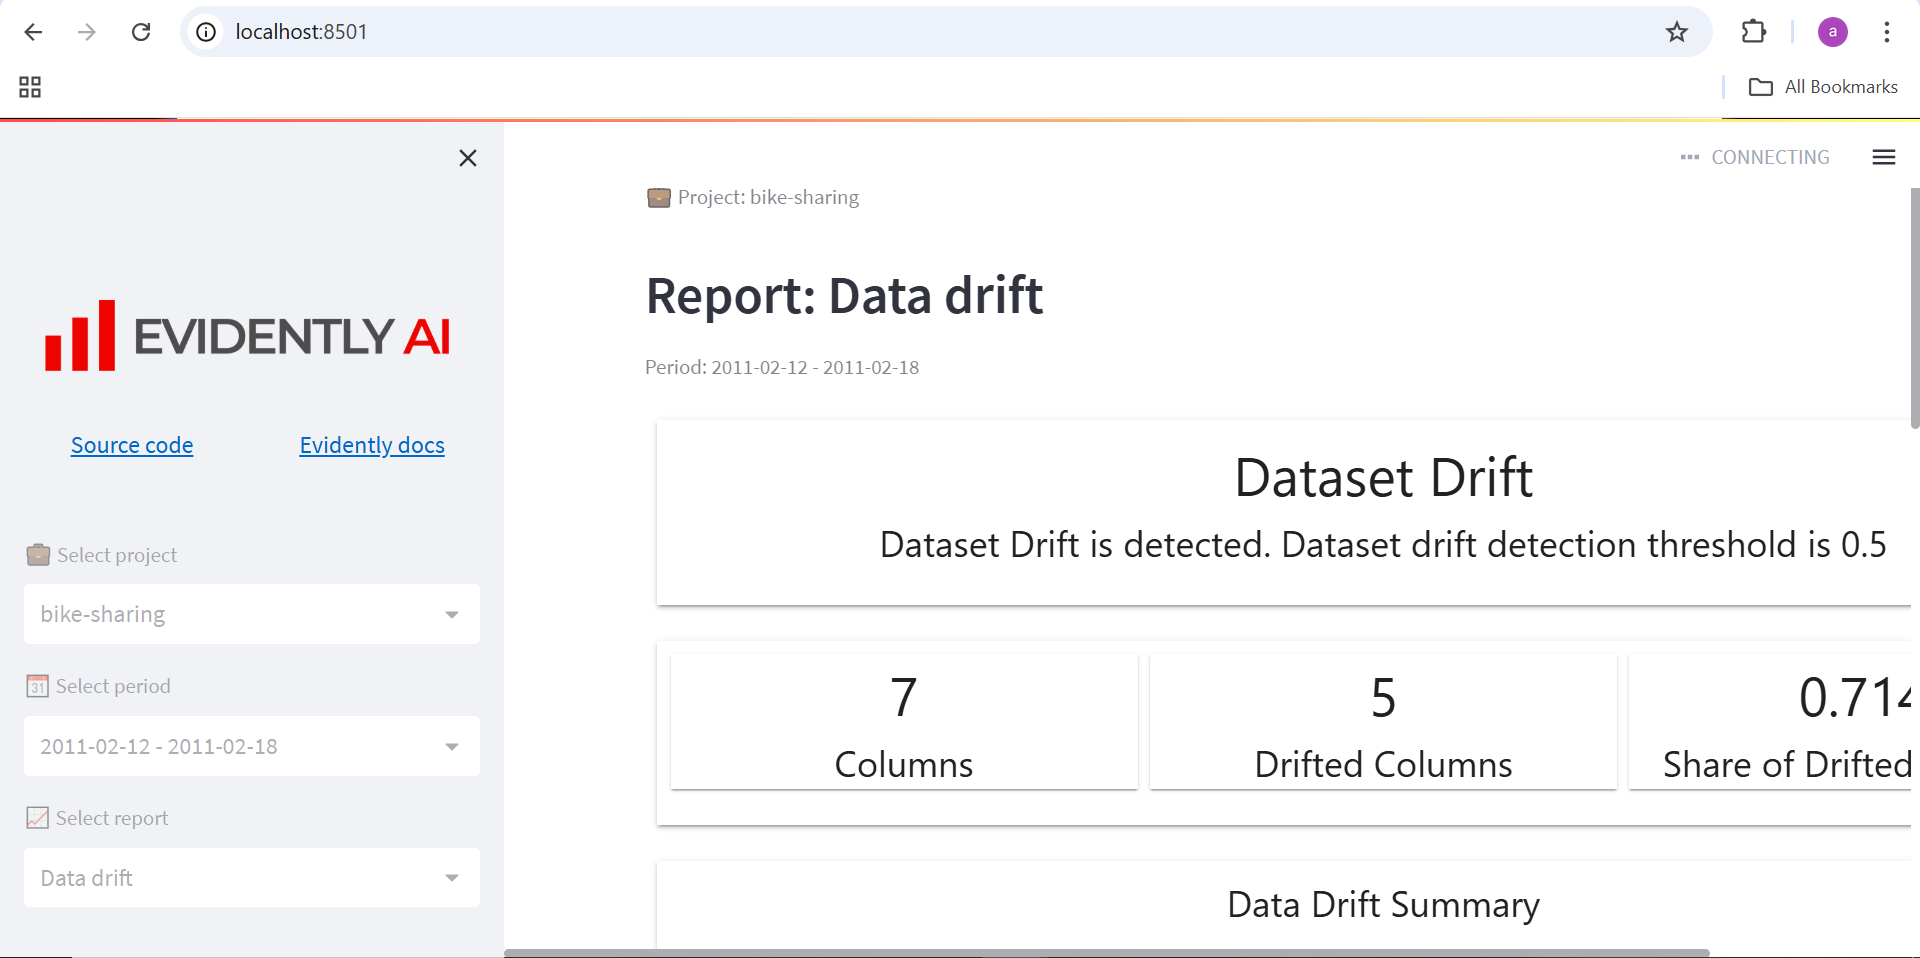 localhost:8501
a
All Bookmarks
CONNECTING
Project: bike-sharing
Report: Data drift
Period: 2011-02-12 - 2011-02-18
EVIDENTLY AI
Source code
Evidently docs
Select project
bike-sharing
31 Select period
2011-02-12 - 2011-02-18
Select report
Data drift
Dataset Drift
Dataset Drift is detected. Dataset drift detection threshold is 0.5
7
Columns
5
Drifted Columns
0.714
Share of Drifted
Data Drift Summary